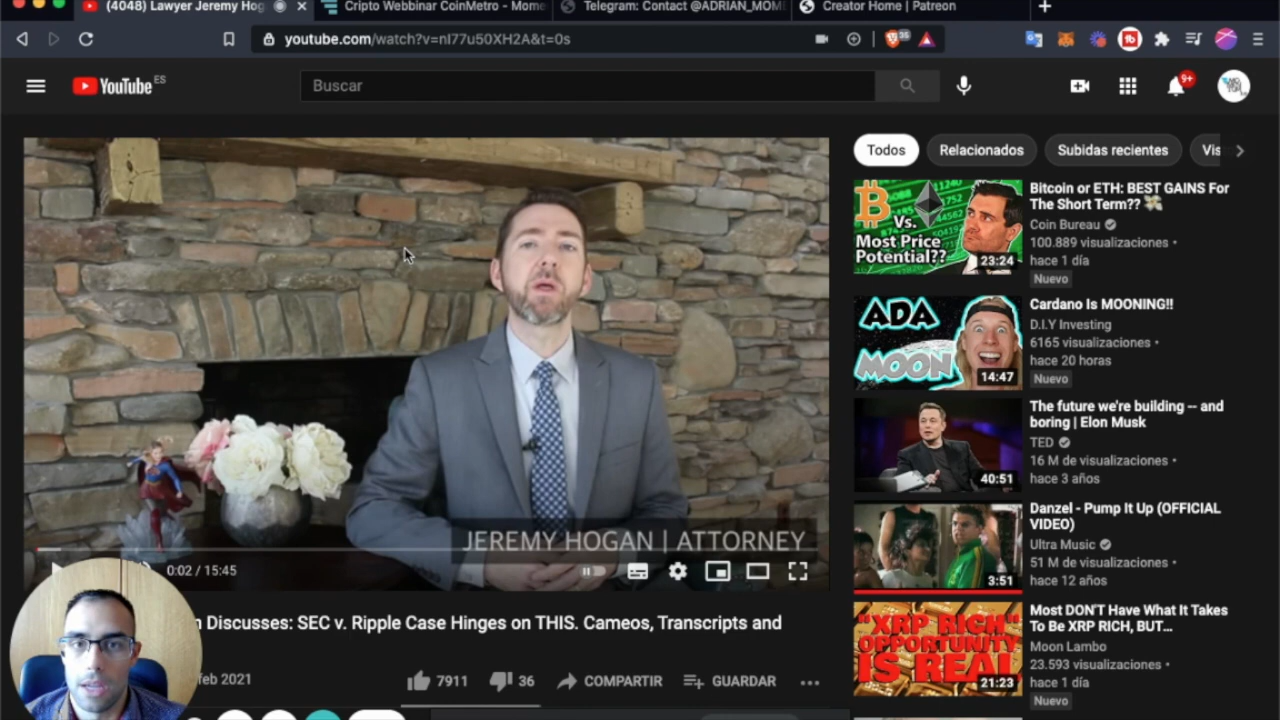 (4048) Lawyer Jeremy Hog
Cripto Webbinar CoinMetro - Mome
Telegram: Contact @ADRIAN_MOM
Creator Home | Patreon
youtube.com/watch?v=nI77u50XH2A&t=0s
35
YouTube ES
Buscar
9+
Todos
Relacionados
Subidas recientes
Vis
Vs.
Most Price
Potential??
23:24
Bitcoin or ETH: BEST GAINS For
The Short Term??
Coin Bureau
100.889 visualizaciones •
hace 1 día
Nuevo
ADA
MOON
14:47
Cardano Is MOONING!!
D.I.Y Investing
6165 visualizaciones •
hace 20 horas
Nuevo
40:51
The future we're building -- and
boring | Elon Musk
TED
16 M de visualizaciones •
hace 3 años
3:51
Danzel - Pump It Up (OFFICIAL
VIDEO)
Ultra Music
51 M de visualizaciones •
hace 12 años
"XRP RICH"
OPPORTUNITY
IS REAL
21:23
Most DON'T Have What It Takes
To Be XRP RICH, BUT...
Moon Lambo
23.593 visualizaciones •
hace 1 día
Nuevo
JEREMY HOGAN | ATTORNEY
0:02 / 15:45
n Discusses: SEC v. Ripple Case Hinges on THIS. Cameos, Transcripts and
feb 2021
7911
36
COMPARTIR
GUARDAR